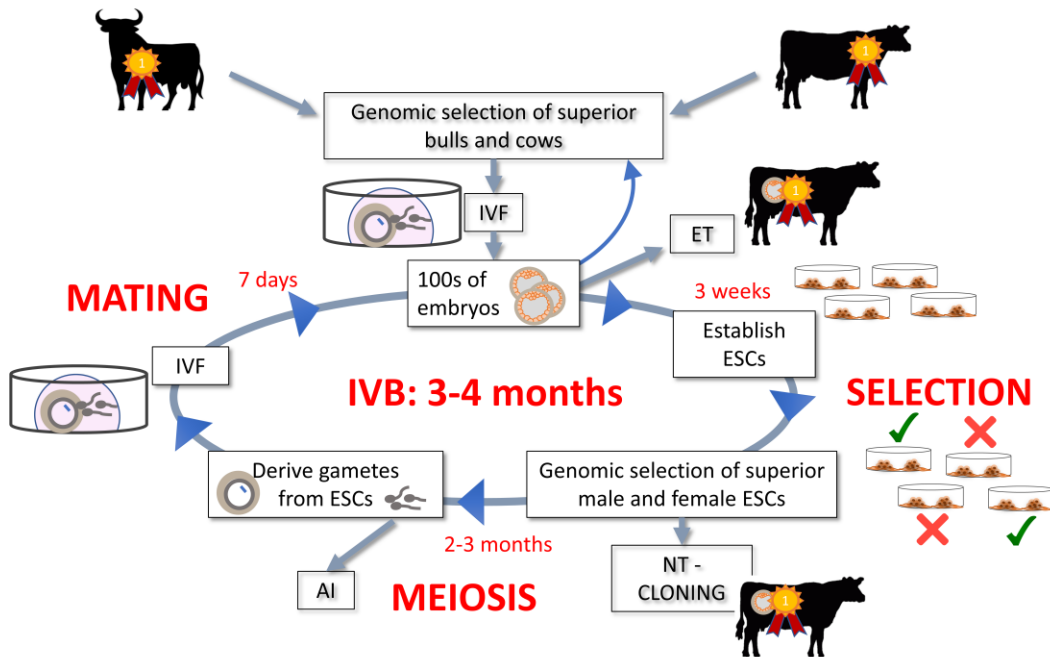 1
1
Genomic selection of superior
bulls and cows
IVF
1
ET
100s of
embryos
7 days
3 weeks
MATING
Establish
ESCs
IVF
IVB: 3-4 months
SELECTION
Derive gametes
from ESCs
Genomic selection of superior
male and female ESCs
2-3 months
AI
MEIOSIS
NT -
CLONING
1